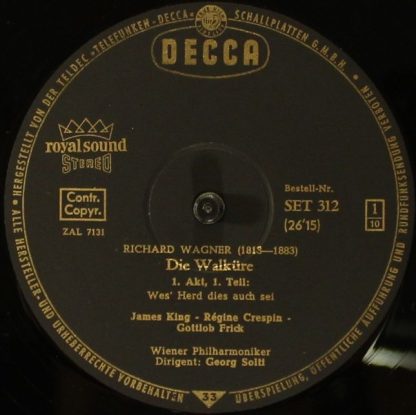 • HERGESTELLT VON DER TELDEC »TELEFUNKEN-DECCA« SCHALLPLATTEN G.M.B.H.
DECCA
royal sound
STEREO
Contr.
Copyr.
ZAL 7131
Bestell-Nr.
SET 312
(26'15)
1
10
RICHARD WAGNER (1813—1883)
Die Walküre
1. Akt, 1. Teil:
Wes' Herd dies auch sei
James King - Régine Crespin -
Gottlob Frick
Wiener Philharmoniker
Dirigent: Georg Solti
33
• ALLE HERSTELLER- UND URHEBERRECHTE VORBEHALTEN
ÜBERSPIELUNG, ÖFFENTLICHE AUFFÜHRUNG UND RUNDFUNKSENDUNG VERBOTEN